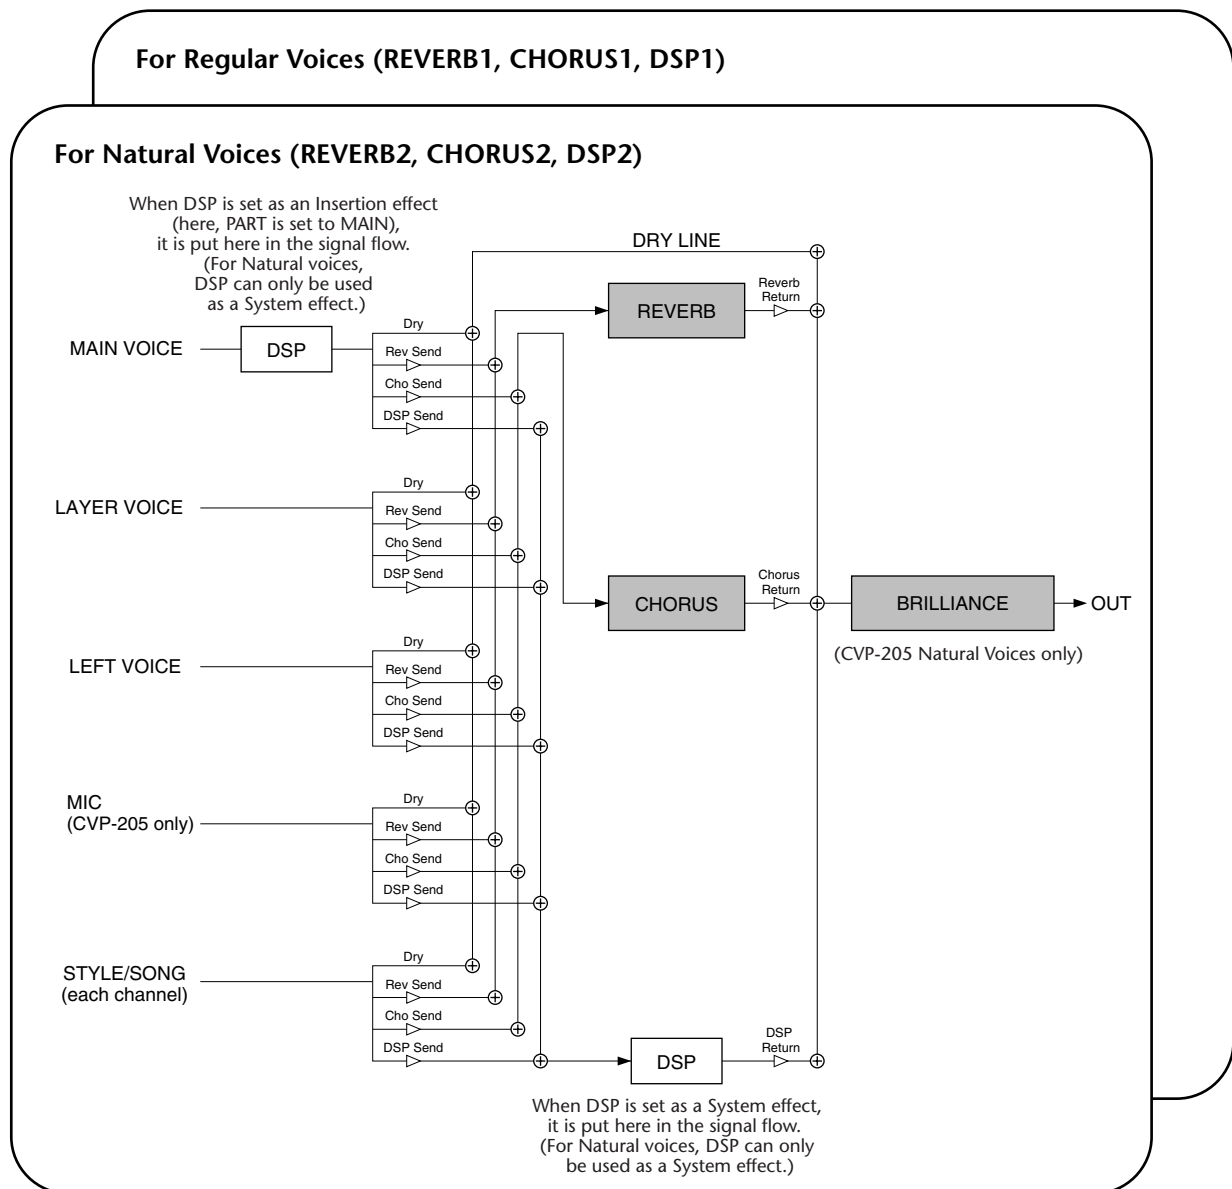 For Regular Voices (REVERB1, CHORUS1, DSP1)
For Natural Voices (REVERB2, CHORUS2, DSP2)
When DSP is set as an Insertion effect
(here, PART is set to MAIN),
it is put here in the signal flow.
(For Natural voices,
DSP can only be used
as a System effect.)
DRY LINE
Reverb
Return
REVERB
MAIN VOICE
DSP
Dry
Rev Send
Cho Send
DSP Send
LAYER VOICE
Dry
Rev Send
Cho Send
DSP Send
CHORUS
Chorus
Return
BRILLIANCE
OUT
(CVP-205 Natural Voices only)
LEFT VOICE
Dry
Rev Send
Cho Send
DSP Send
MIC
(CVP-205 only)
Dry
Rev Send
Cho Send
DSP Send
STYLE/SONG
(each channel)
Dry
Rev Send
Cho Send
DSP Send
DSP
DSP
Return
When DSP is set as a System effect,
it is put here in the signal flow.
(For Natural voices, DSP can only
be used as a System effect.)